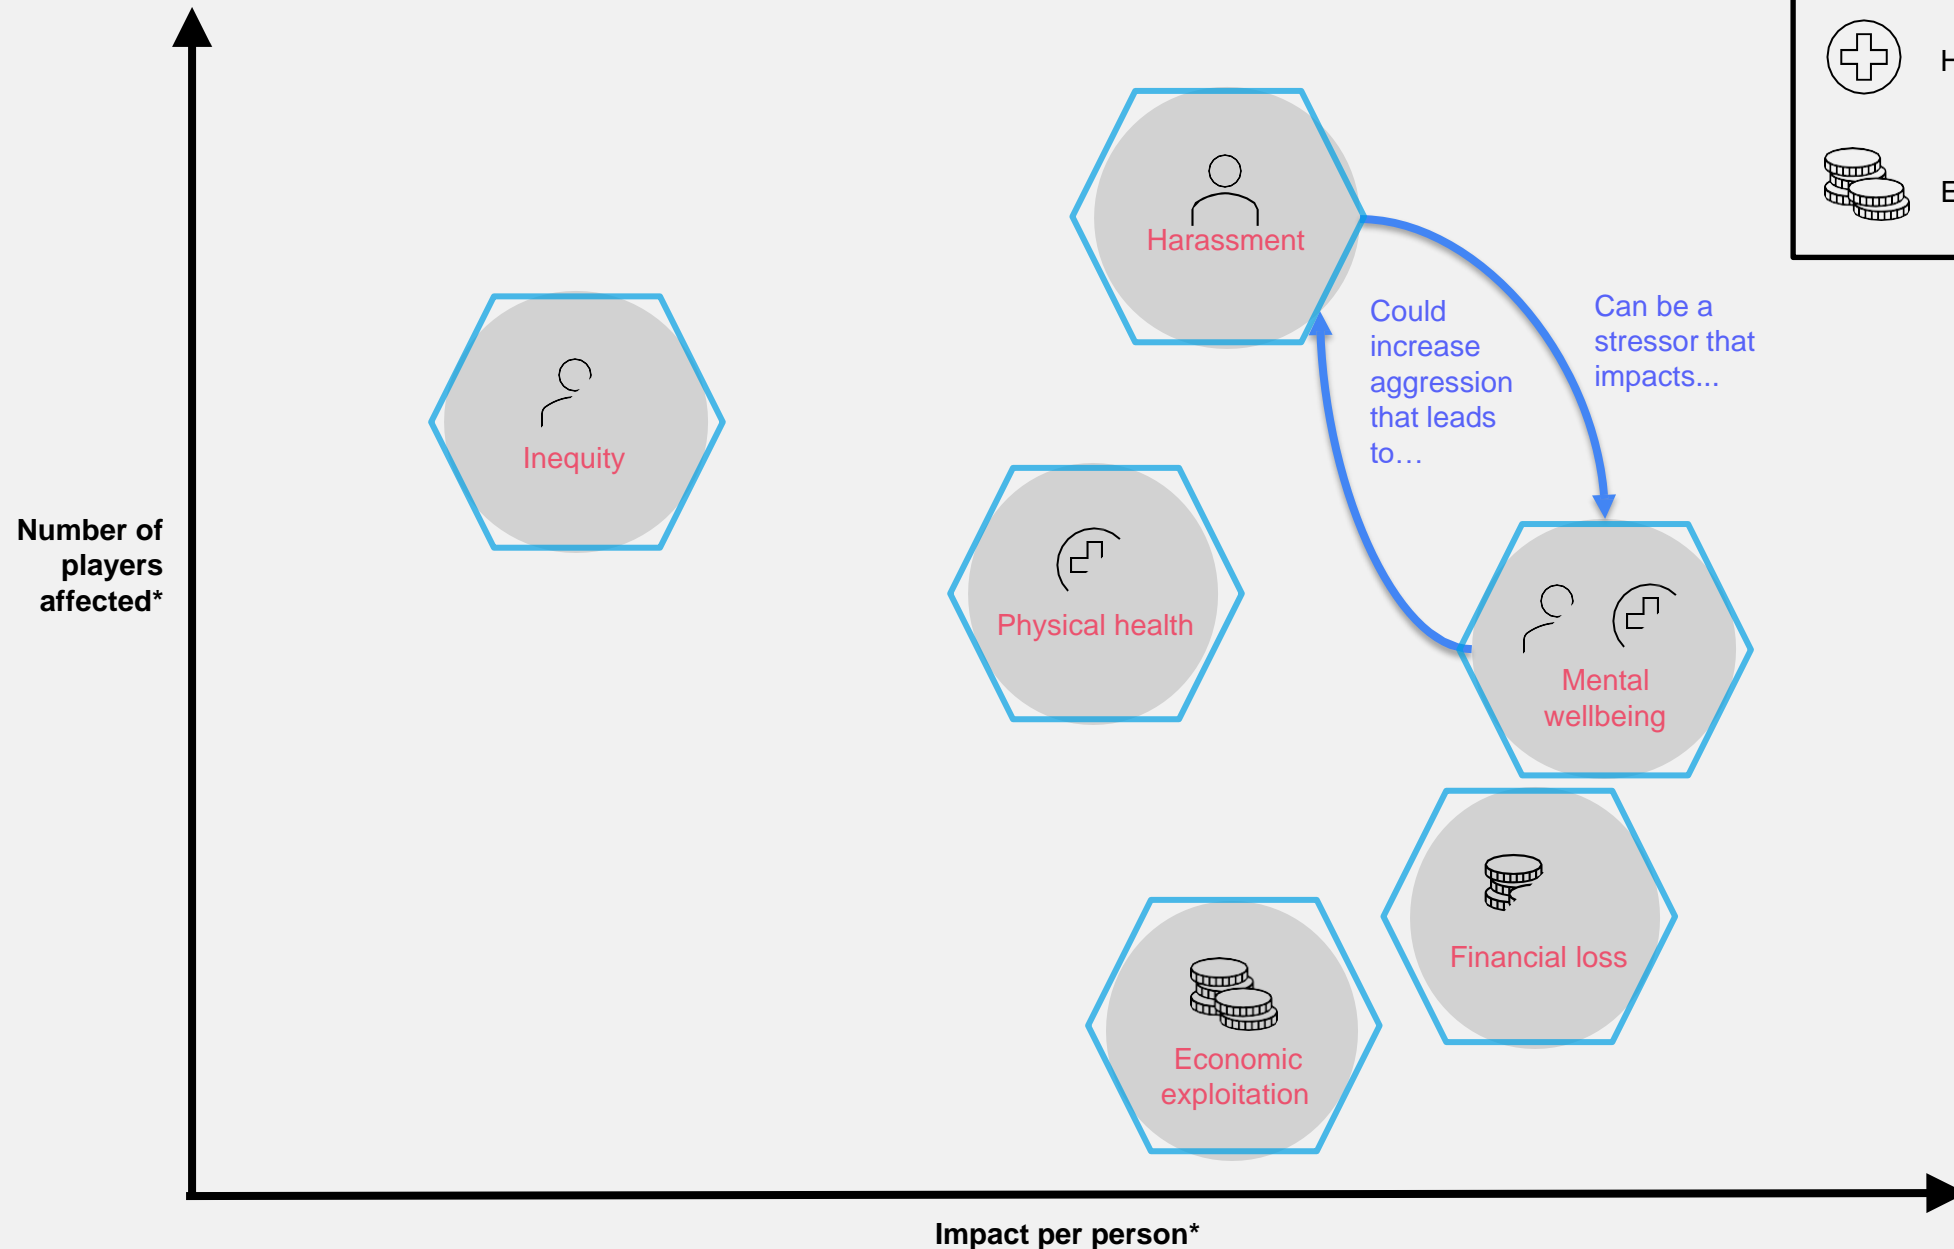 H
E
Harassment
Could
increase
aggression
that leads
to…
Can be a
stressor that
impacts...
Inequity
Number of
players
affected*
Physical health
Mental
wellbeing
Financial loss
Economic
exploitation
Impact per person*